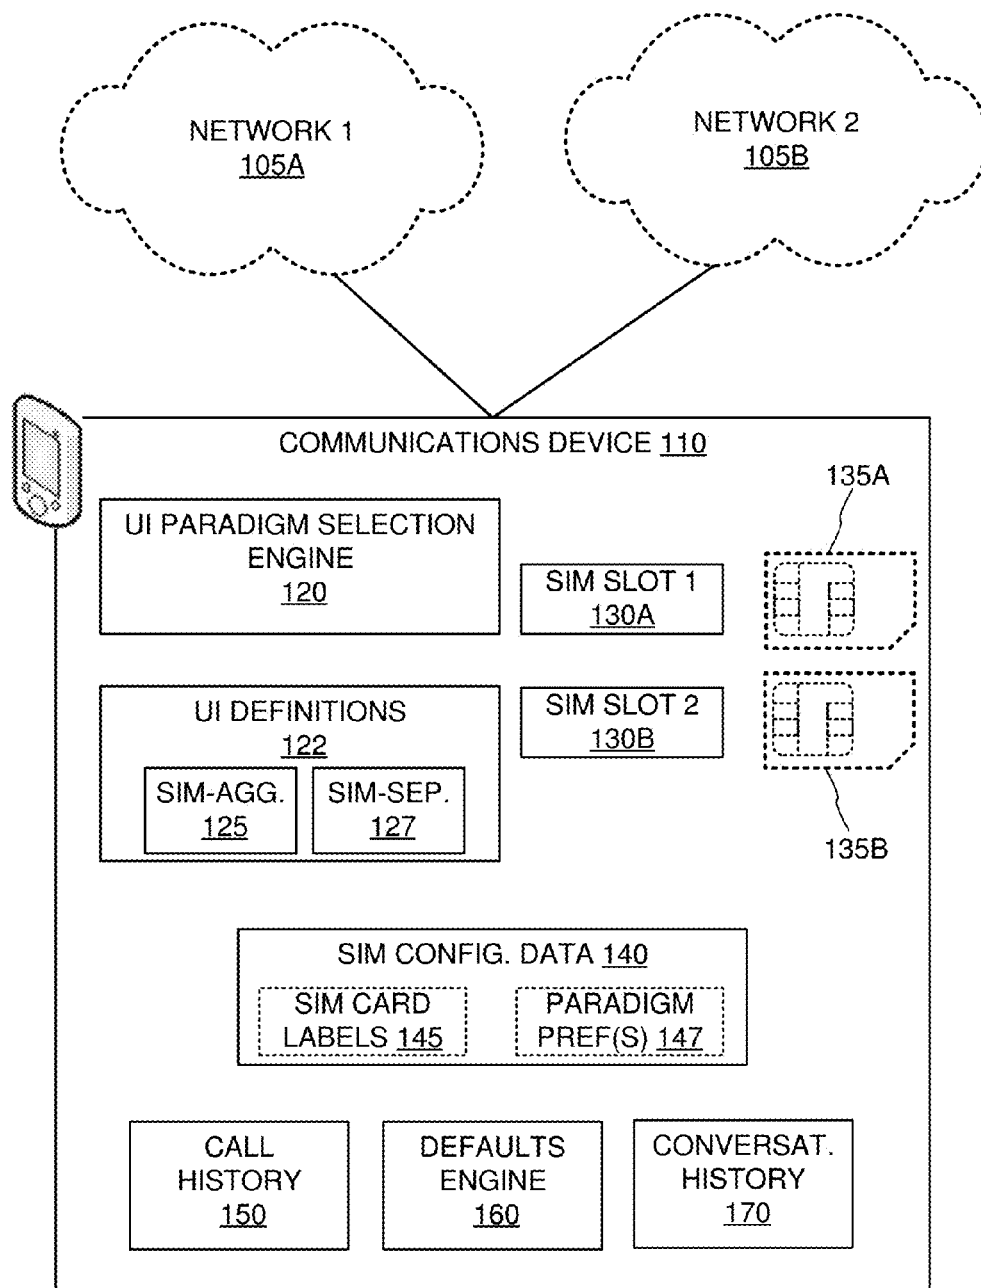 NETWORK 1
105A
NETWORK 2
105B
COMMUNICATIONS DEVICE 110
135A
UI PARADIGM SELECTION
ENGINE
120
SIM SLOT 1
130A
UI DEFINITIONS
122
SIM-AGG.
125
SIM-SEP.
127
SIM SLOT 2
130B
135B
SIM CONFIG. DATA 140
SIM CARD
LABELS 145
PARADIGM
PREF(S) 147
CALL
HISTORY
150
DEFAULTS
ENGINE
160
CONVERSAT.
HISTORY
170